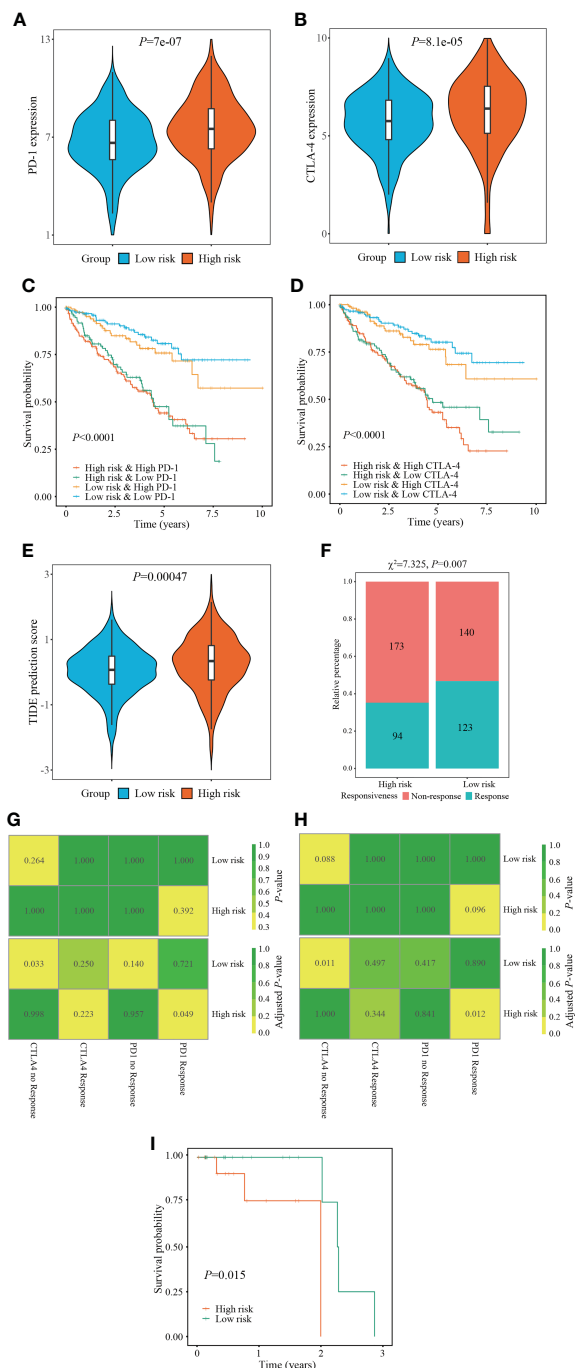 A
P=7e-07
13
7
1
PD-1 expression
Group Low risk High risk
B
P=8.1e-05
10
5
0
CTLA-4 expression
Group Low risk High risk
C
1.00
0.75
0.50
0.25
0.00
Survival probability
P<0.0001
High risk & High PD-1
High risk & Low PD-1
Low risk & High PD-1
Low risk & Low PD-1
0 2.5 5 7.5 10
Time (years)
D
1.00
0.75
0.50
0.25
0.00
Survival probability
P<0.0001
High risk & High CTLA-4
High risk & Low CTLA-4
Low risk & High CTLA-4
Low risk & Low CTLA-4
0 2.5 5 7.5 10
Time (years)
E
P=0.00047
3
1
-1
-3
TIDE prediction score
Group Low risk High risk
F
χ²=7.325, P=0.007
1.0
0.8
0.6
0.4
0.2
0.0
Relative percentage
173 140
94 123
High risk Low risk
Responsiveness Non-response Response
G
0.264 1.000 1.000 1.000 Low risk
1.000 1.000 1.000 0.392 High risk
1.0
0.9
0.8
0.7
0.6
0.5
0.4
0.3
P-value
0.033 0.250 0.140 0.721 Low risk
0.998 0.223 0.957 0.049 High risk
1.0
0.8
0.6
0.4
0.2
0.0
Adjusted P-value
CTLA4 no Response
CTLA4 Response
PD1 no Response
PD1 Response
H
0.088 1.000 1.000 1.000 Low risk
1.000 1.000 1.000 0.096 High risk
1.0
0.8
0.6
0.4
0.2
0.0
P-value
0.011 0.497 0.417 0.890 Low risk
1.000 0.344 0.841 0.012 High risk
1.0
0.8
0.6
0.4
0.2
0.0
Adjusted P-value
CTLA4 no Response
CTLA4 Response
PD1 no Response
PD1 Response
I
1.00
0.75
0.50
0.25
0.00
Survival probability
P=0.015
High risk
Low risk
0 1 2 3
Time (years)